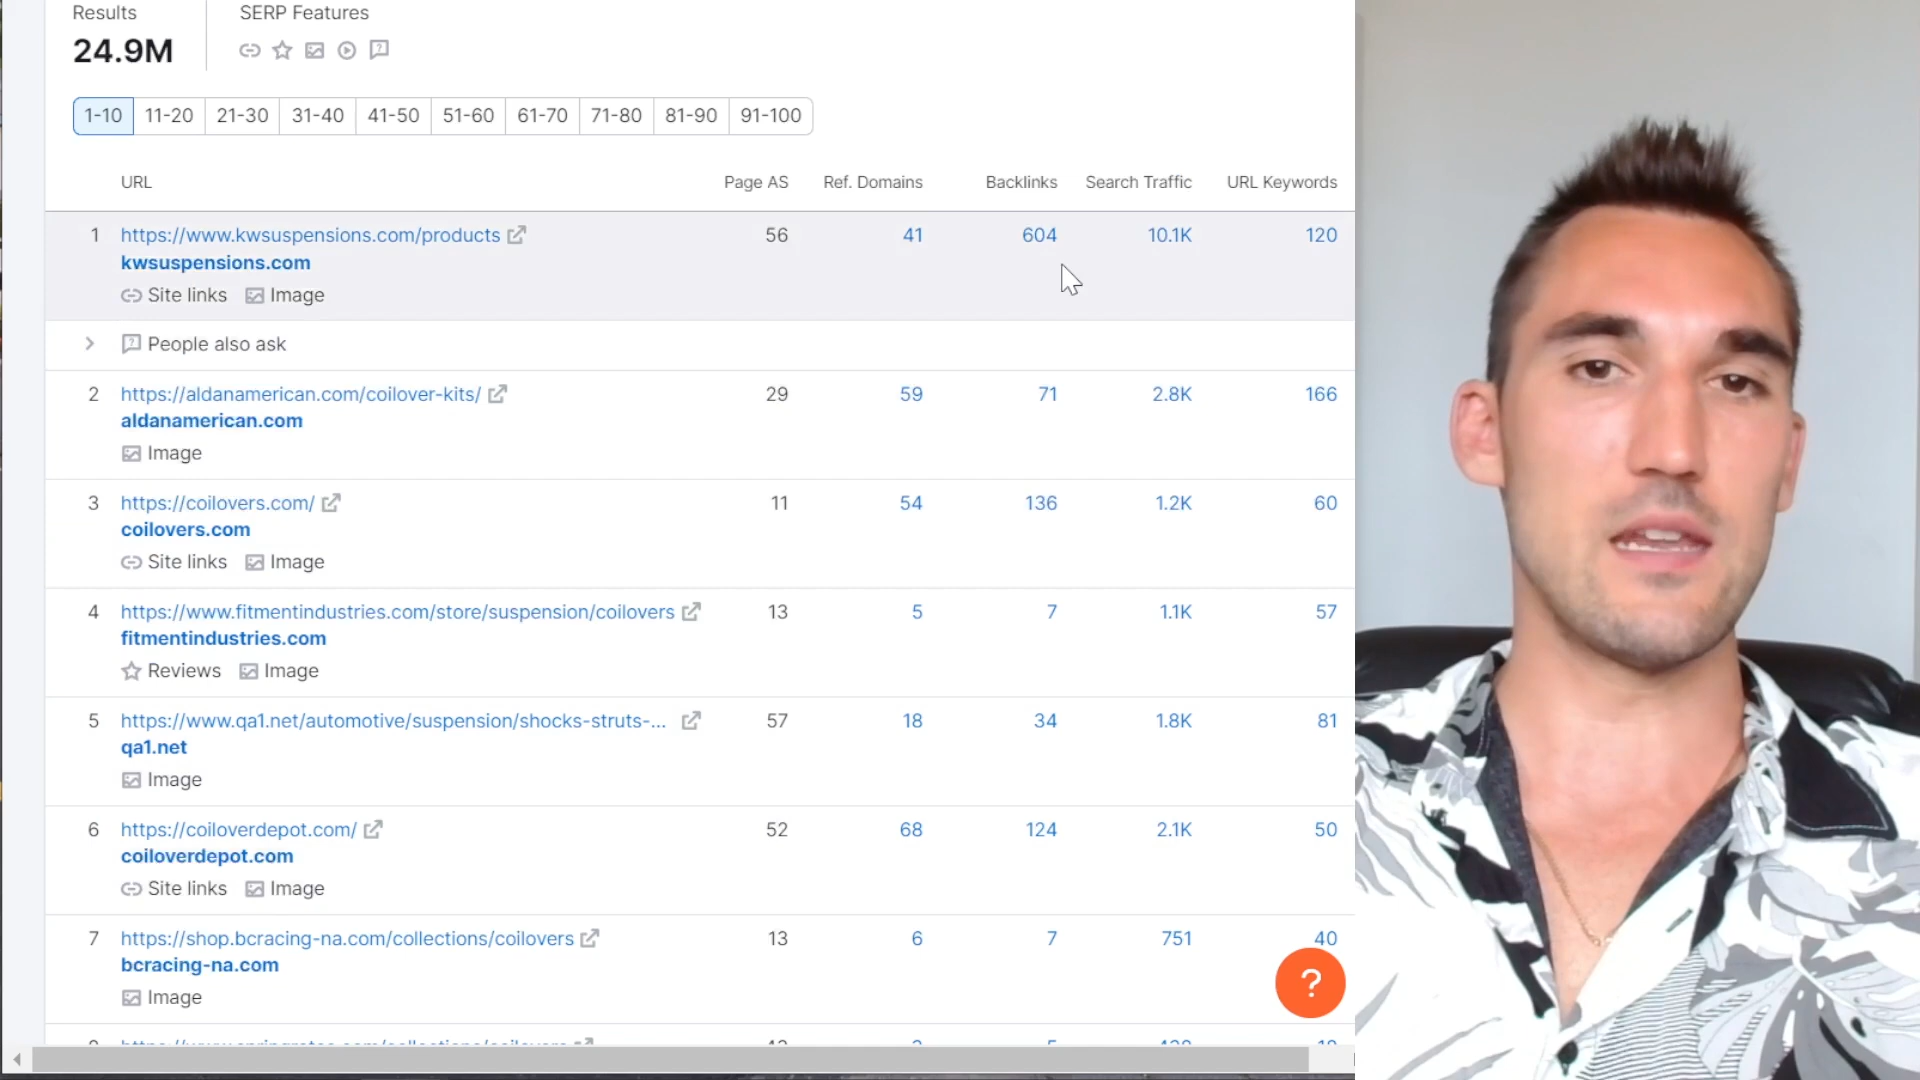 Results SERP Features
24.9M
1-10 11-20 21-30 31-40 41-50 51-60 61-70 71-80 81-90 91-100
URL Page AS Ref. Domains Backlinks Search Traffic URL Keywords
1 https://www.kwsuspensions.com/products 56 41 604 10.1K 120
kwsuspensions.com
Site links Image
People also ask
2 https://aldanamerican.com/coilover-kits/ 29 59 71 2.8K 166
aldanamerican.com
Image
3 https://coilovers.com/ 11 54 136 1.2K 60
coilovers.com
Site links Image
4 https://www.fitmentindustries.com/store/suspension/coilovers 13 5 7 1.1K 57
fitmentindustries.com
Reviews Image
5 https://www.qa1.net/automotive/suspension/shocks-struts-... 57 18 34 1.8K 81
qa1.net
Image
6 https://coiloverdepot.com/ 52 68 124 2.1K 50
coiloverdepot.com
Site links Image
7 https://shop.bcracing-na.com/collections/coilovers 13 6 7 751 40
bcracing-na.com
?
Image